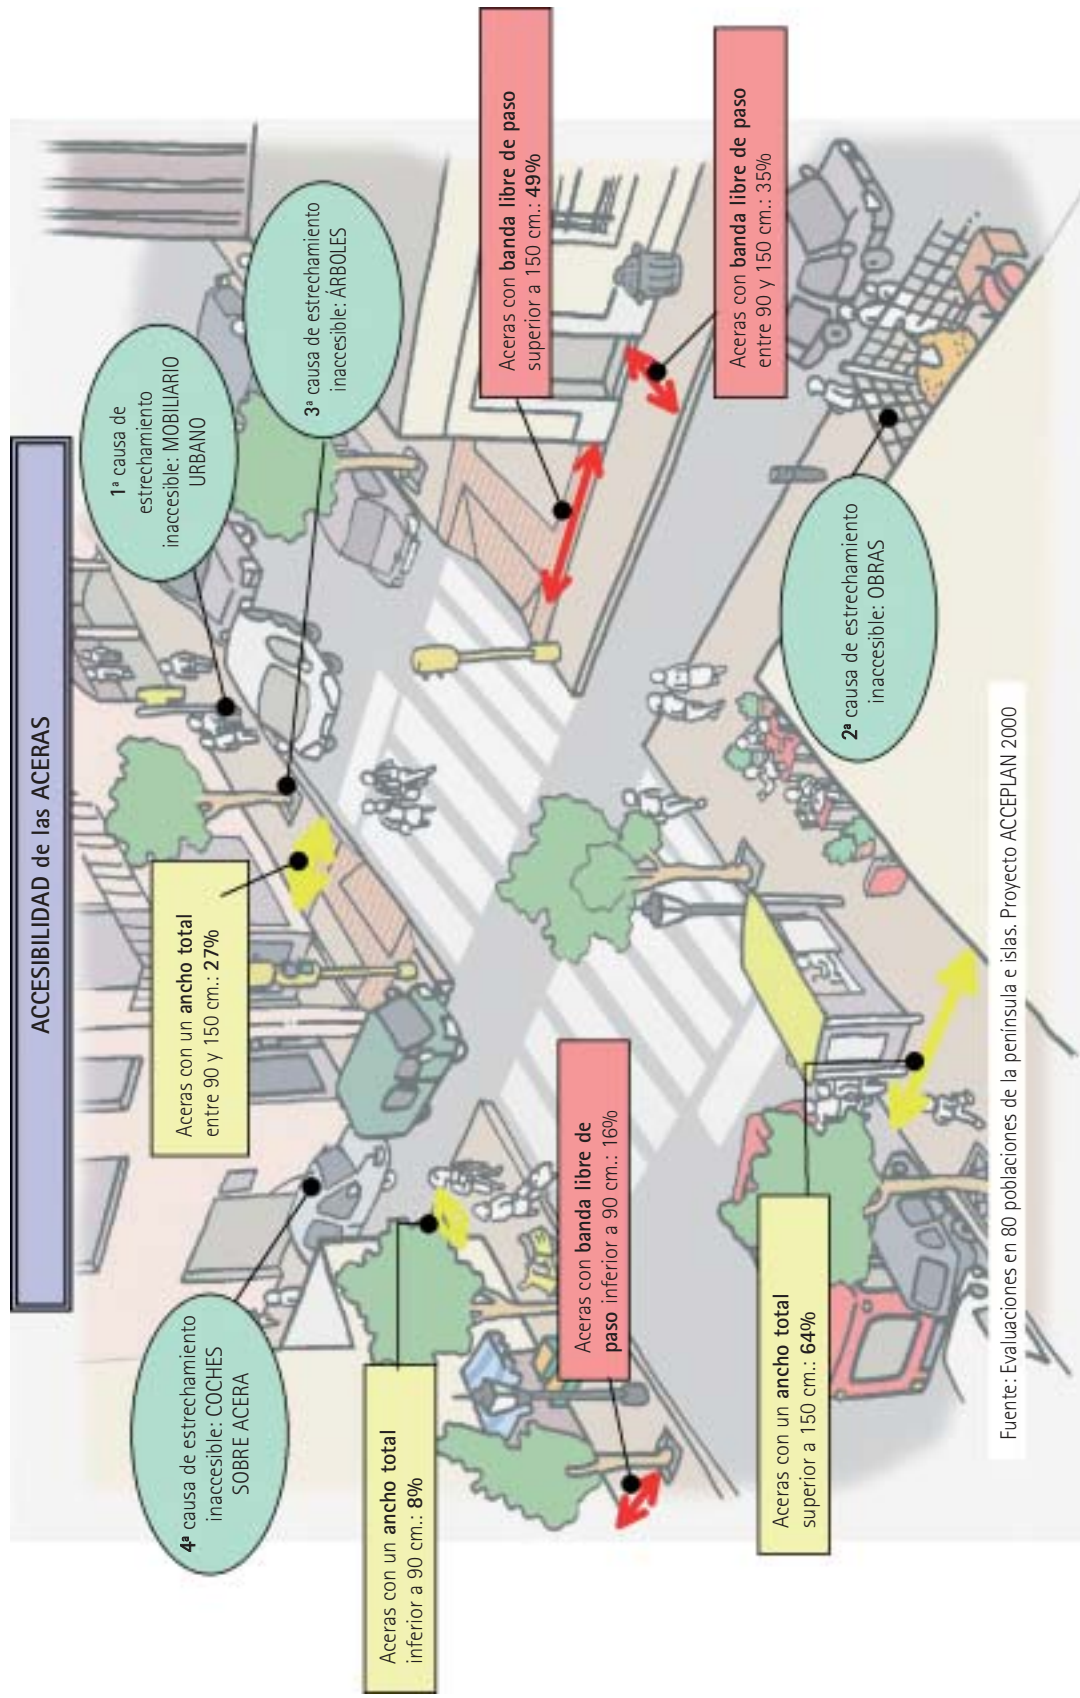 ACCESIBILIDAD de las ACERAS
4ª causa de estrechamiento
inaccesible: COCHES
SOBRE ACERA
Aceras con un ancho total
entre 90 y 150 cm.: 27%
1ª causa de
estrechamiento
inaccesible: MOBILIARIO
URBANO
3ª causa de estrechamiento
inaccesible: ÁRBOLES
Aceras con un ancho total
inferior a 90 cm.: 8%
Aceras con banda libre de paso
superior a 150 cm.: 49%
Aceras con banda libre de
paso inferior a 90 cm.: 16%
Aceras con banda libre de paso
entre 90 y 150 cm.: 35%
Aceras con un ancho total
superior a 150 cm.: 64%
2ª causa de estrechamiento
inaccesible: OBRAS
Fuente: Evaluaciones en 80 poblaciones de la península e islas. Proyecto ACCEPLAN 2000